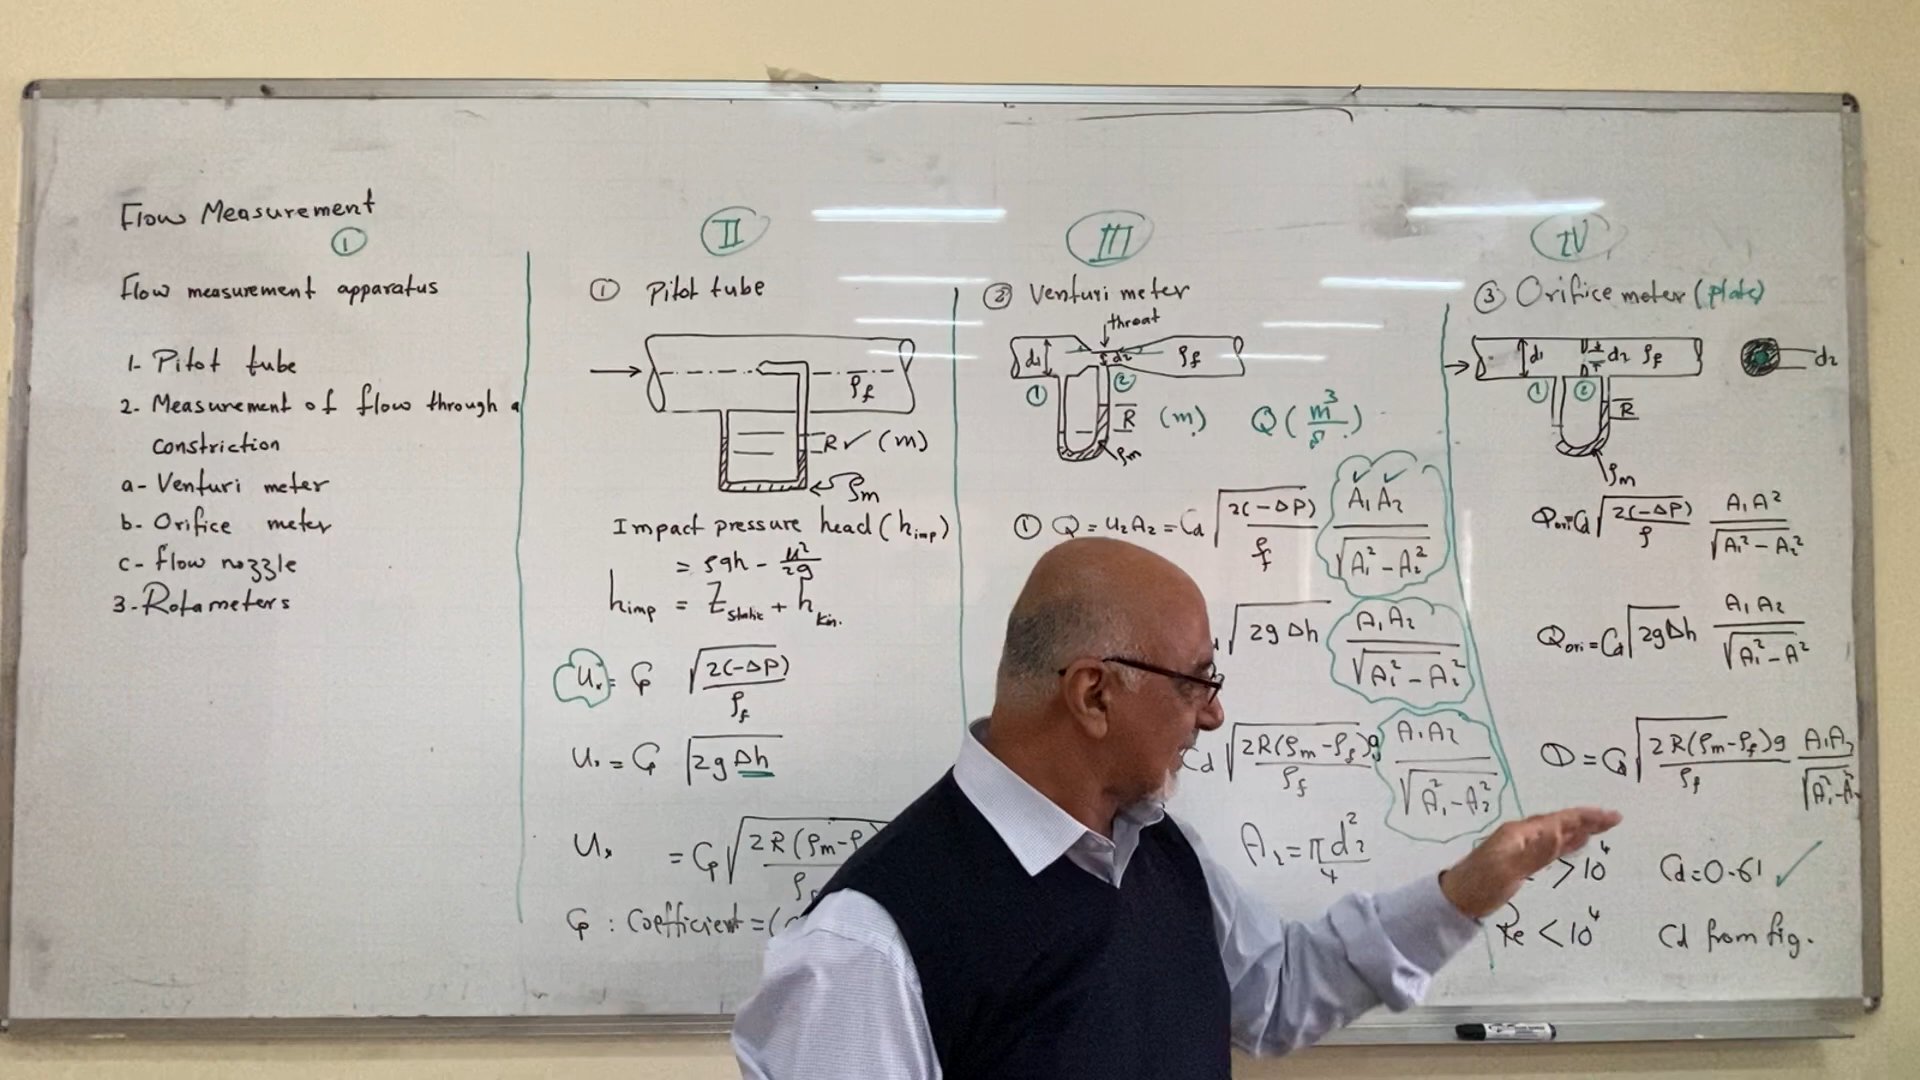 Flow Measurement
①
Flow measurement apparatus
1- Pitot tube
2- Measurement of flow through a
constriction
a- Venturi meter
b- Orifice meter
c- flow nozzle
3- Rotameters
II
① Pitot tube
ρf
R ✓ (m)
ρm
Impact pressure head (himp)
= ρgh - u²/2g
himp = Zstatic + hkin.
Ux = Cp √(2(-ΔP)/ρf)
Ux = Cp √(2gΔh)
Ux = Cp √(2R(ρm-ρ
Cp : Coefficient = (
III
② Venturi meter
throat
d1 d2 ρf
① ②
R (m) Q (m³/s)
ρm
① Q = U2A2 = Cd √(2(-ΔP)/ρf) A1A2/√(A1²-A2²)
√(2gΔh) A1A2/√(A1²-A2²)
Cd √(2R(ρm-ρf)g/ρf) A1A2/√(A1²-A2²)
A2 = πd2²/4
IV
③ Orifice meter (plate)
d1 d2 ρf d2
① ②
R
ρm
Qori = Cd √(2(-ΔP)/ρ) A1A²/√(A1²-A2²)
Qori = Cd √(2gΔh) A1A2/√(A1²-A²)
Q = Cd √(2R(ρm-ρf)g/ρf) A1A2/√(A1²-A
> 10⁴ Cd = 0.61 ✓
Re < 10⁴ Cd from fig.